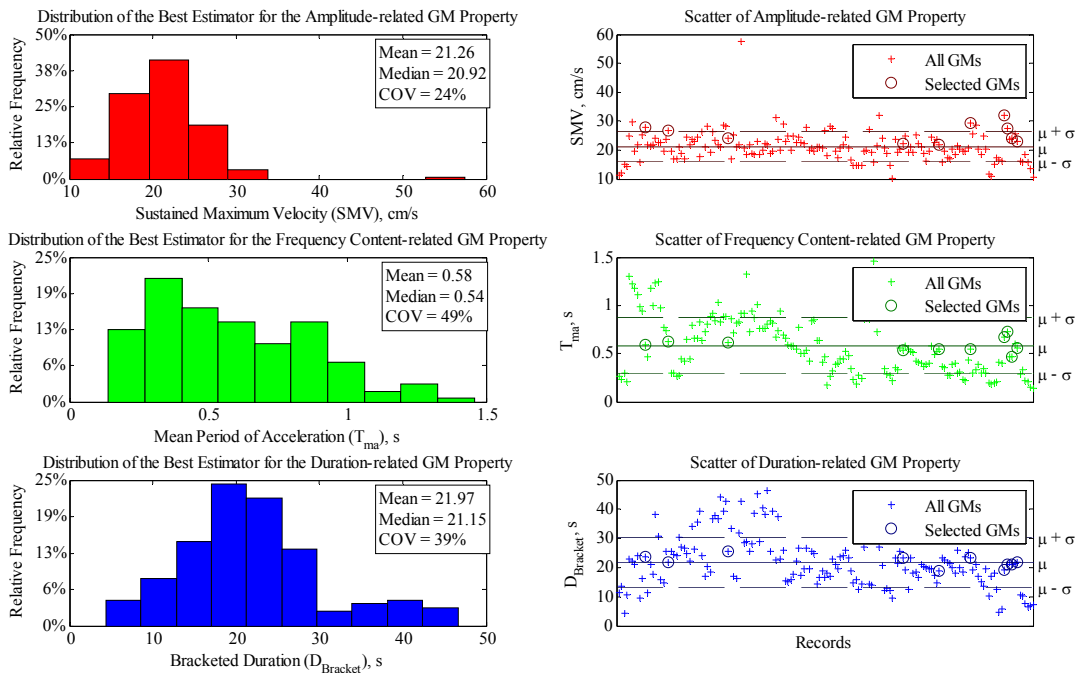 Distribution of the Best Estimator for the Amplitude-related GM Property
50%
38%
25%
13%
0%
Relative Frequency
Mean = 21.26
Median = 20.92
COV = 24%
10 20 30 40 50 60
Sustained Maximum Velocity (SMV), cm/s
Scatter of Amplitude-related GM Property
60
50
40
30
20
10
SMV, cm/s
All GMs
Selected GMs
μ + σ
μ
μ - σ
Distribution of the Best Estimator for the Frequency Content-related GM Property
25%
19%
13%
6%
0%
Relative Frequency
Mean = 0.58
Median = 0.54
COV = 49%
0 0.5 1 1.5
Mean Period of Acceleration (Tma), s
Scatter of Frequency Content-related GM Property
1.5
1
0.5
0
Tma, s
All GMs
Selected GMs
μ + σ
μ
μ - σ
Distribution of the Best Estimator for the Duration-related GM Property
25%
19%
13%
6%
0%
Relative Frequency
Mean = 21.97
Median = 21.15
COV = 39%
0 10 20 30 40 50
Bracketed Duration (DBracket), s
Scatter of Duration-related GM Property
50
40
30
20
10
0
DBracket, s
All GMs
Selected GMs
μ + σ
μ
μ - σ
Records